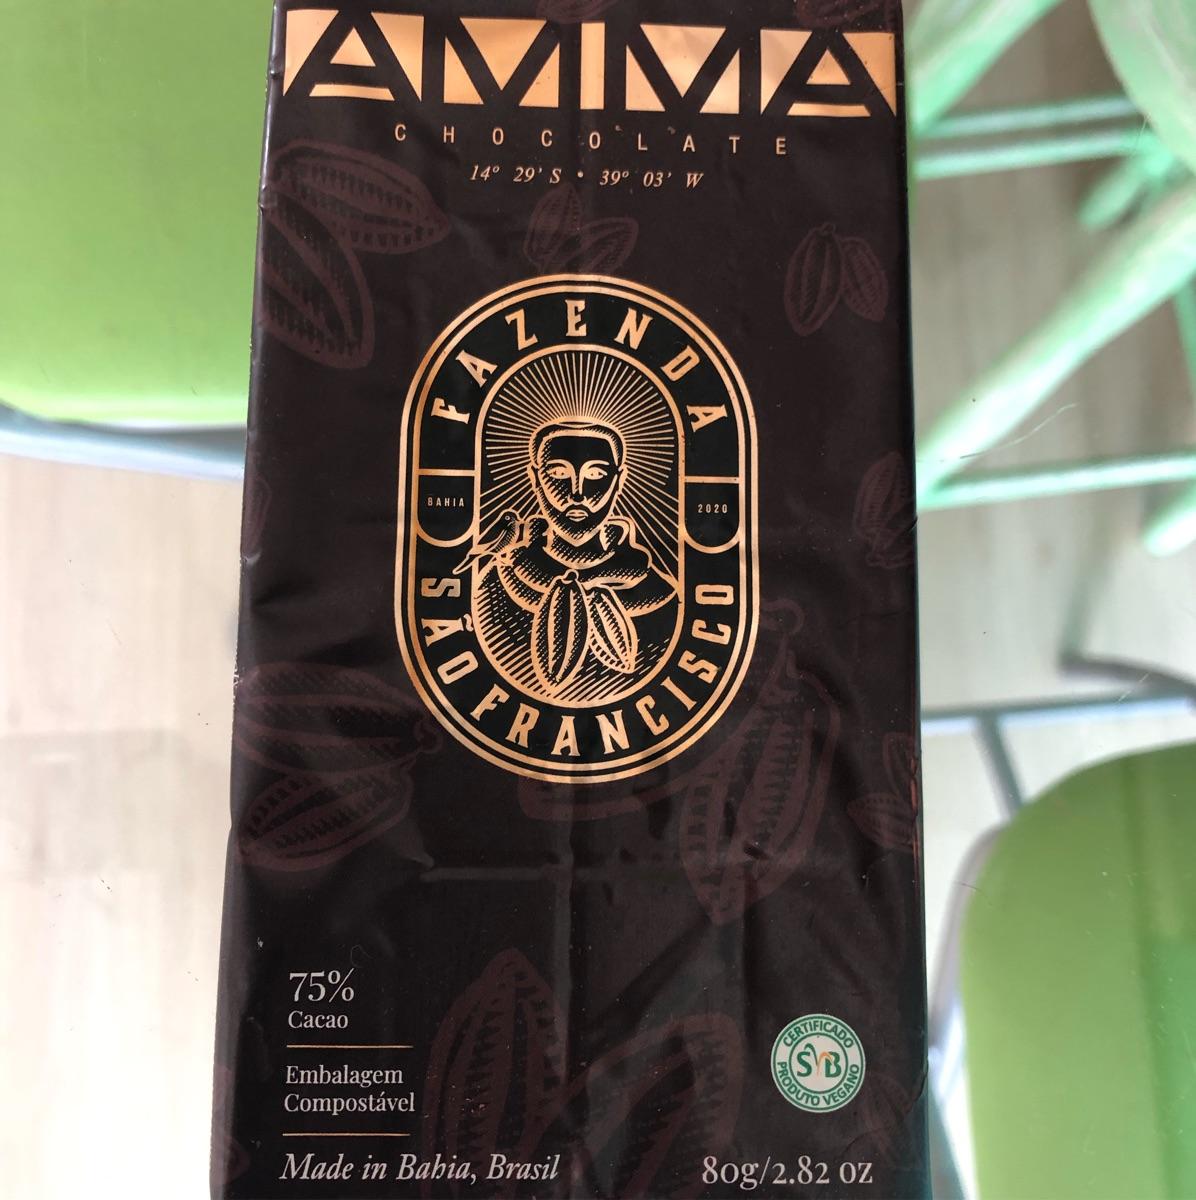 AMMA
CHOCOLATE
14° 29' S • 39° 03' W
FAZENDA
BAHIA
2020
SÃO FRANCISCO
75%
Cacao
Embalagem
Compostável
Made in Bahia, Brasil
CERTIFICADO
SVB
PRODUTO VEGANO
80g/2.82 oz